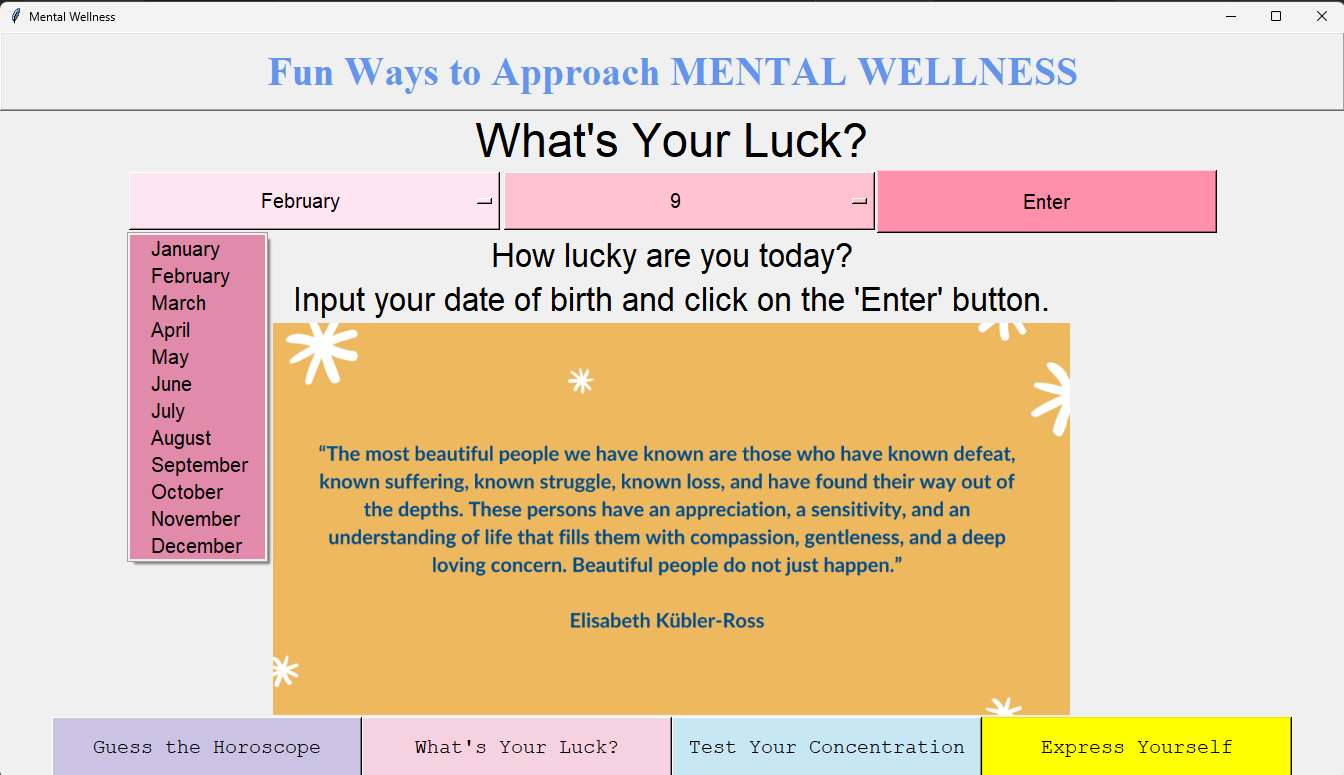 Mental Wellness
Fun Ways to Approach MENTAL WELLNESS
What's Your Luck?
February
9
Enter
January
February
March
April
May
June
July
August
September
October
November
December
How lucky are you today?
Input your date of birth and click on the 'Enter' button.
“The most beautiful people we have known are those who have known defeat,
known suffering, known struggle, known loss, and have found their way out of
the depths. These persons have an appreciation, a sensitivity, and an
understanding of life that fills them with compassion, gentleness, and a deep
loving concern. Beautiful people do not just happen.”
Elisabeth Kübler-Ross
Guess the Horoscope
What's Your Luck?
Test Your Concentration
Express Yourself